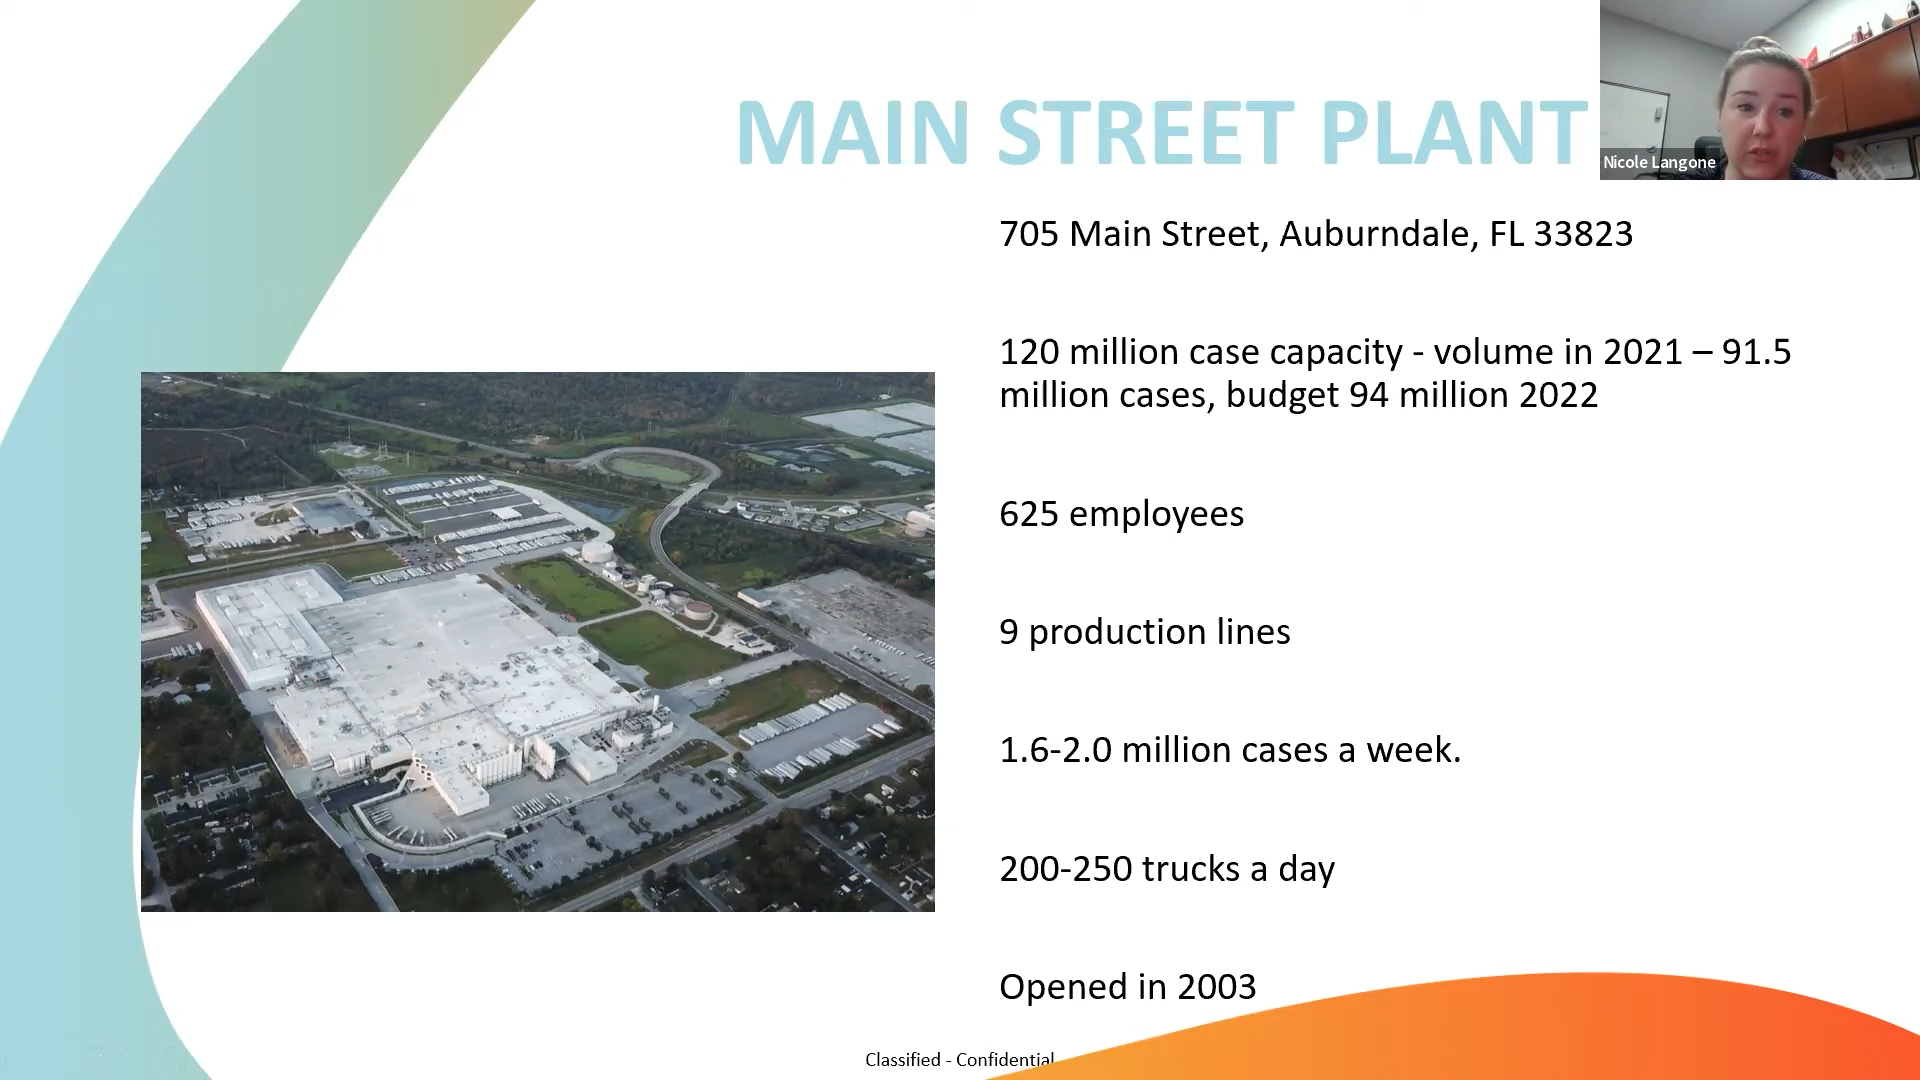 MAIN STREET PLANT
Nicole Langone
705 Main Street, Auburndale, FL 33823
120 million case capacity - volume in 2021 – 91.5
million cases, budget 94 million 2022
625 employees
9 production lines
1.6-2.0 million cases a week.
200-250 trucks a day
Opened in 2003
Classified - Confidential